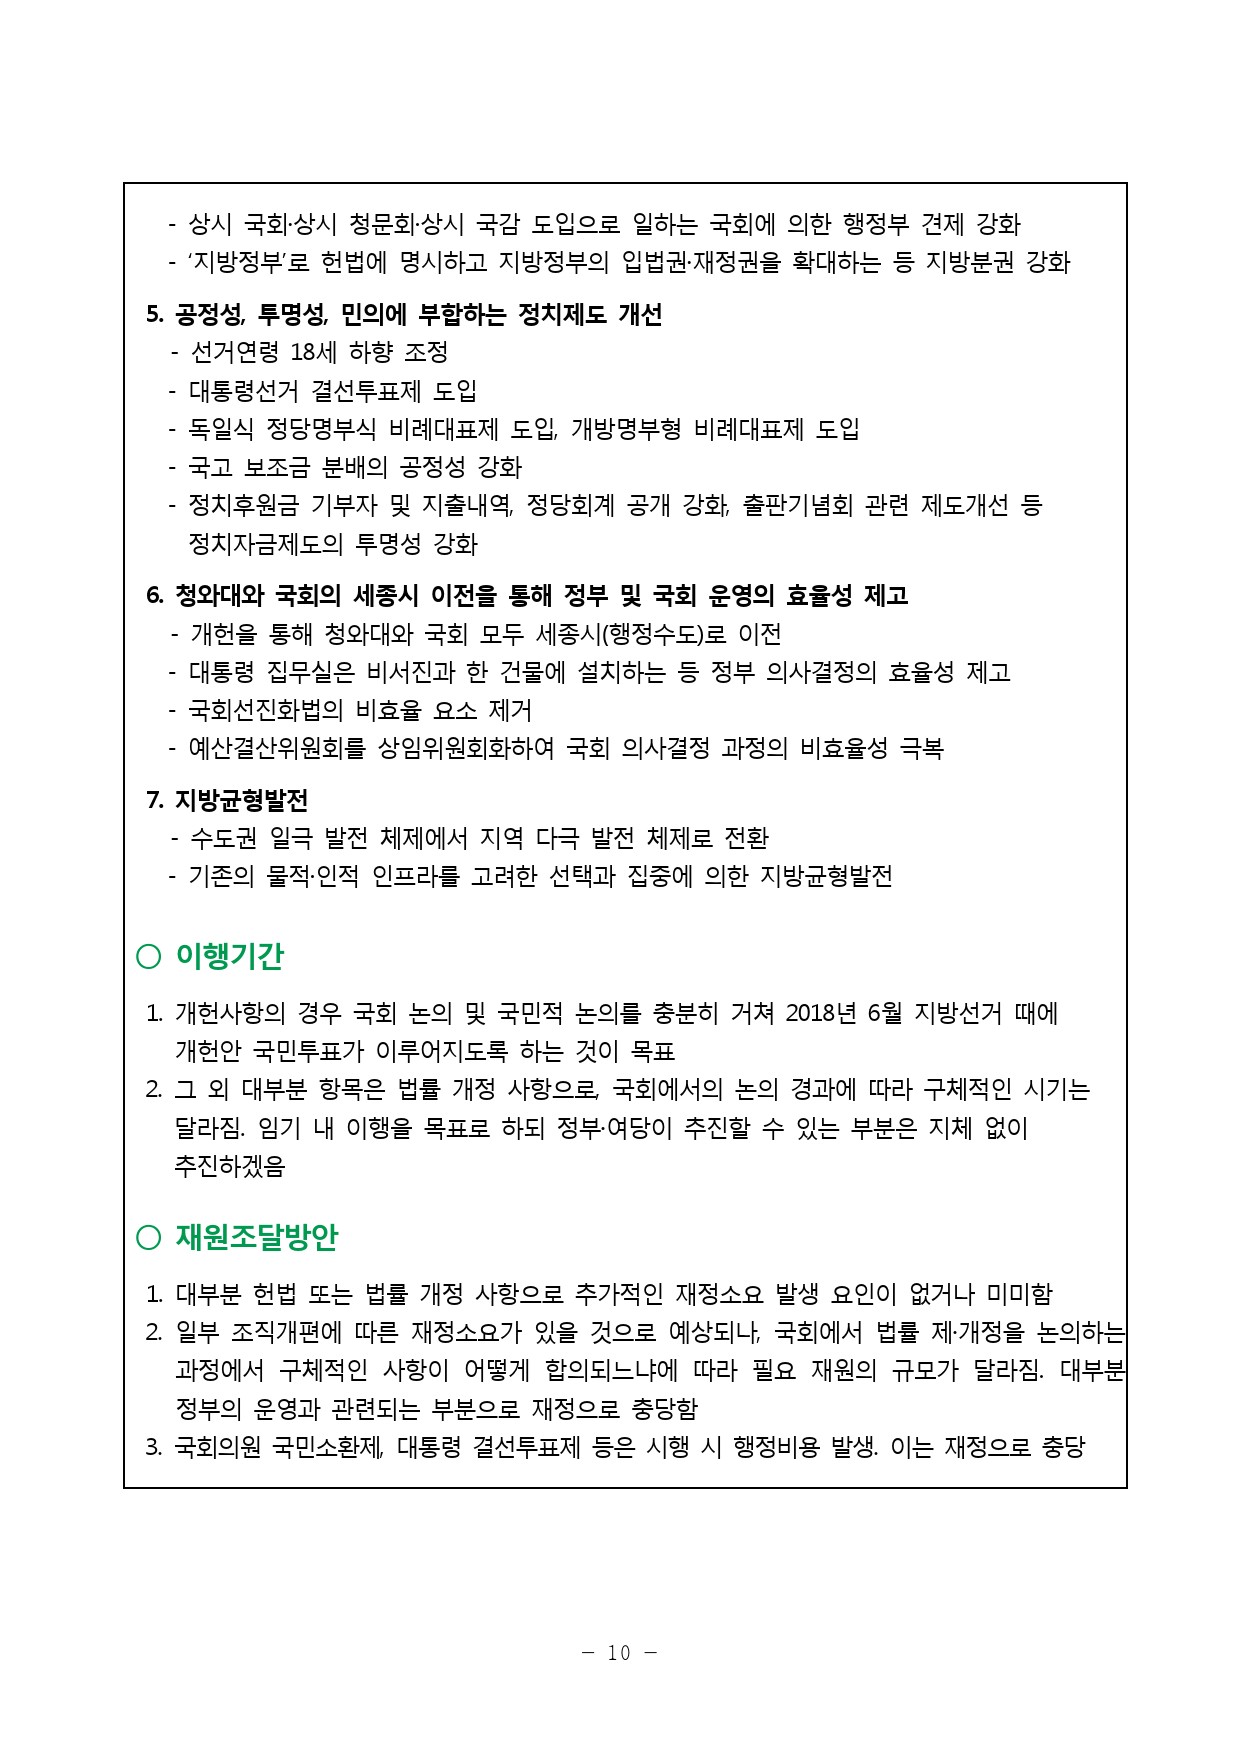 - 상시 국회·상시 청문회·상시 국감 도입으로 일하는 국회에 의한 행정부 견제 강화
- ‘지방정부’로 헌법에 명시하고 지방정부의 입법권·재정권을 확대하는 등 지방분권 강화
5. 공정성, 투명성, 민의에 부합하는 정치제도 개선
- 선거연령 18세 하향 조정
- 대통령선거 결선투표제 도입
- 독일식 정당명부식 비례대표제 도입, 개방명부형 비례대표제 도입
- 국고 보조금 분배의 공정성 강화
- 정치후원금 기부자 및 지출내역, 정당회계 공개 강화, 출판기념회 관련 제도개선 등
정치자금제도의 투명성 강화
6. 청와대와 국회의 세종시 이전을 통해 정부 및 국회 운영의 효율성 제고
- 개헌을 통해 청와대와 국회 모두 세종시(행정수도)로 이전
- 대통령 집무실은 비서진과 한 건물에 설치하는 등 정부 의사결정의 효율성 제고
- 국회선진화법의 비효율 요소 제거
- 예산결산위원회를 상임위원회화하여 국회 의사결정 과정의 비효율성 극복
7. 지방균형발전
- 수도권 일극 발전 체제에서 지역 다극 발전 체제로 전환
- 기존의 물적·인적 인프라를 고려한 선택과 집중에 의한 지방균형발전
○ 이행기간
1. 개헌사항의 경우 국회 논의 및 국민적 논의를 충분히 거쳐 2018년 6월 지방선거 때에
개헌안 국민투표가 이루어지도록 하는 것이 목표
2. 그 외 대부분 항목은 법률 개정 사항으로, 국회에서의 논의 경과에 따라 구체적인 시기는
달라짐. 임기 내 이행을 목표로 하되 정부·여당이 추진할 수 있는 부분은 지체 없이
추진하겠음
○ 재원조달방안
1. 대부분 헌법 또는 법률 개정 사항으로 추가적인 재정소요 발생 요인이 없거나 미미함
2. 일부 조직개편에 따른 재정소요가 있을 것으로 예상되나, 국회에서 법률 제·개정을 논의하는
과정에서 구체적인 사항이 어떻게 합의되느냐에 따라 필요 재원의 규모가 달라짐. 대부분
정부의 운영과 관련되는 부분으로 재정으로 충당함
3. 국회의원 국민소환제, 대통령 결선투표제 등은 시행 시 행정비용 발생. 이는 재정으로 충당
- 10 -